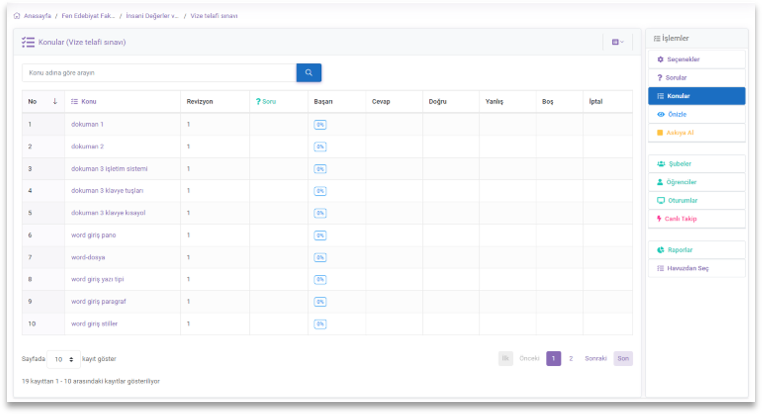 Anasayfa / Fen Edebiyat Fak... / İnsani Değerler v... / Vize telafi sınavı
Konular (Vize telafi sınavı)
Konu adına göre arayın
No ↓ Konu Revizyon ? Soru Başarı Cevap Doğru Yanlış Boş İptal
1 dokuman 1 1 0%
2 dokuman 2 1 0%
3 dokuman 3 işletim sistemi 1 0%
4 dokuman 3 klavye tuşları 1 0%
5 dokuman 3 klavye kısayol 1 0%
6 word giriş pano 1 0%
7 word-dosya 1 0%
8 word giriş yazı tipi 1 0%
9 word giriş paragraf 1 0%
10 word giriş stiller 1 0%
Sayfada 10 kayıt göster
Önceki 1 2 Sonraki Son
19 kayıttan 1 - 10 arasındaki kayıtlar gösteriliyor
İşlemler
Seçenekler
? Sorular
Konular
Önizle
Askıya Al
Şubeler
Öğrenciler
Oturumlar
Canlı Takip
Raporlar
Havuzdan Seç